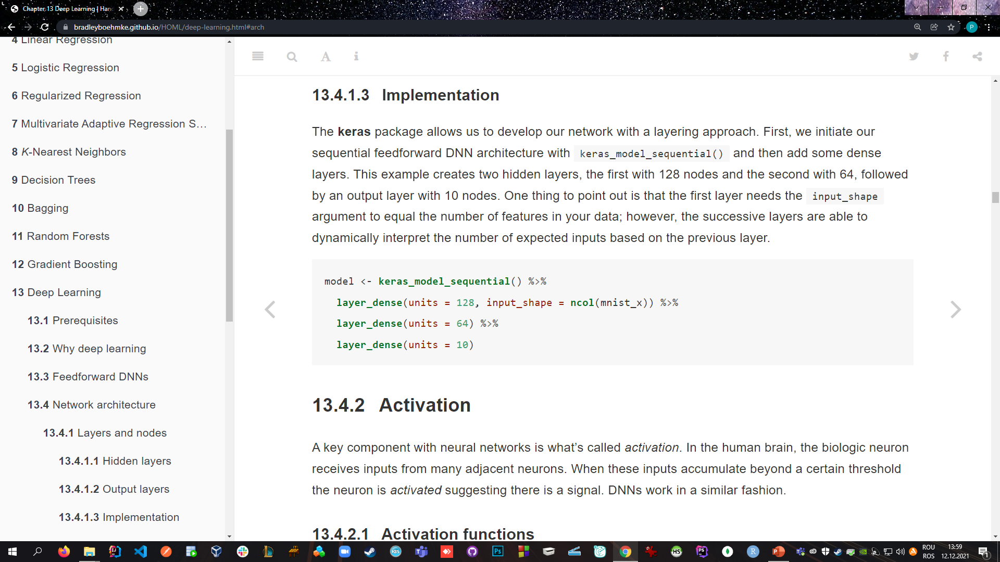 Chapter 13 Deep Learning | Han
bradleyboehmke.github.io/HOML/deep-learning.html#arch
P
4 Linear Regression
5 Logistic Regression
6 Regularized Regression
7 Multivariate Adaptive Regression S…
8 K-Nearest Neighbors
9 Decision Trees
10 Bagging
11 Random Forests
12 Gradient Boosting
13 Deep Learning
13.1 Prerequisites
13.2 Why deep learning
13.3 Feedforward DNNs
13.4 Network architecture
13.4.1 Layers and nodes
13.4.1.1 Hidden layers
13.4.1.2 Output layers
13.4.1.3 Implementation
13.4.1.3 Implementation
The keras package allows us to develop our network with a layering approach. First, we initiate our
sequential feedforward DNN architecture with keras_model_sequential() and then add some dense
layers. This example creates two hidden layers, the first with 128 nodes and the second with 64, followed
by an output layer with 10 nodes. One thing to point out is that the first layer needs the input_shape
argument to equal the number of features in your data; however, the successive layers are able to
dynamically interpret the number of expected inputs based on the previous layer.
model <- keras_model_sequential() %>%
layer_dense(units = 128, input_shape = ncol(mnist_x)) %>%
layer_dense(units = 64) %>%
layer_dense(units = 10)
13.4.2 Activation
A key component with neural networks is what’s called activation. In the human brain, the biologic neuron
receives inputs from many adjacent neurons. When these inputs accumulate beyond a certain threshold
the neuron is activated suggesting there is a signal. DNNs work in a similar fashion.
13.4.2.1 Activation functions
ROU
ROS
13:59
12.12.2021
1